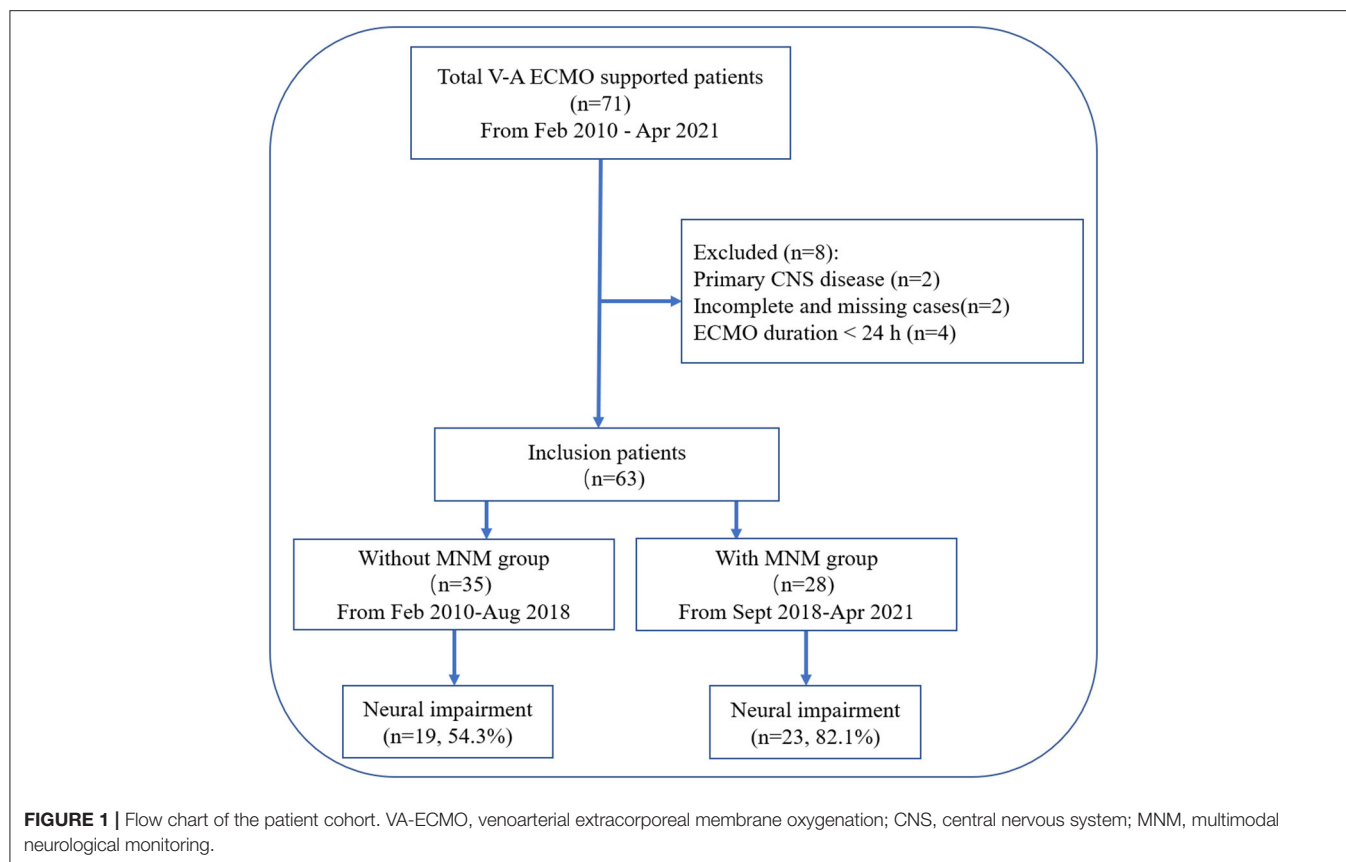 Total V-A ECMO supported patients
(n=71)
From Feb 2010 - Apr 2021
Excluded (n=8):
Primary CNS disease (n=2)
Incomplete and missing cases(n=2)
ECMO duration < 24 h (n=4)
Inclusion patients
(n=63)
Without MNM group
(n=35)
From Feb 2010-Aug 2018
With MNM group
(n=28)
From Sept 2018-Apr 2021
Neural impairment
(n=19, 54.3%)
Neural impairment
(n=23, 82.1%)
FIGURE 1 | Flow chart of the patient cohort. VA-ECMO, venoarterial extracorporeal membrane oxygenation; CNS, central nervous system; MNM, multimodal
neurological monitoring.